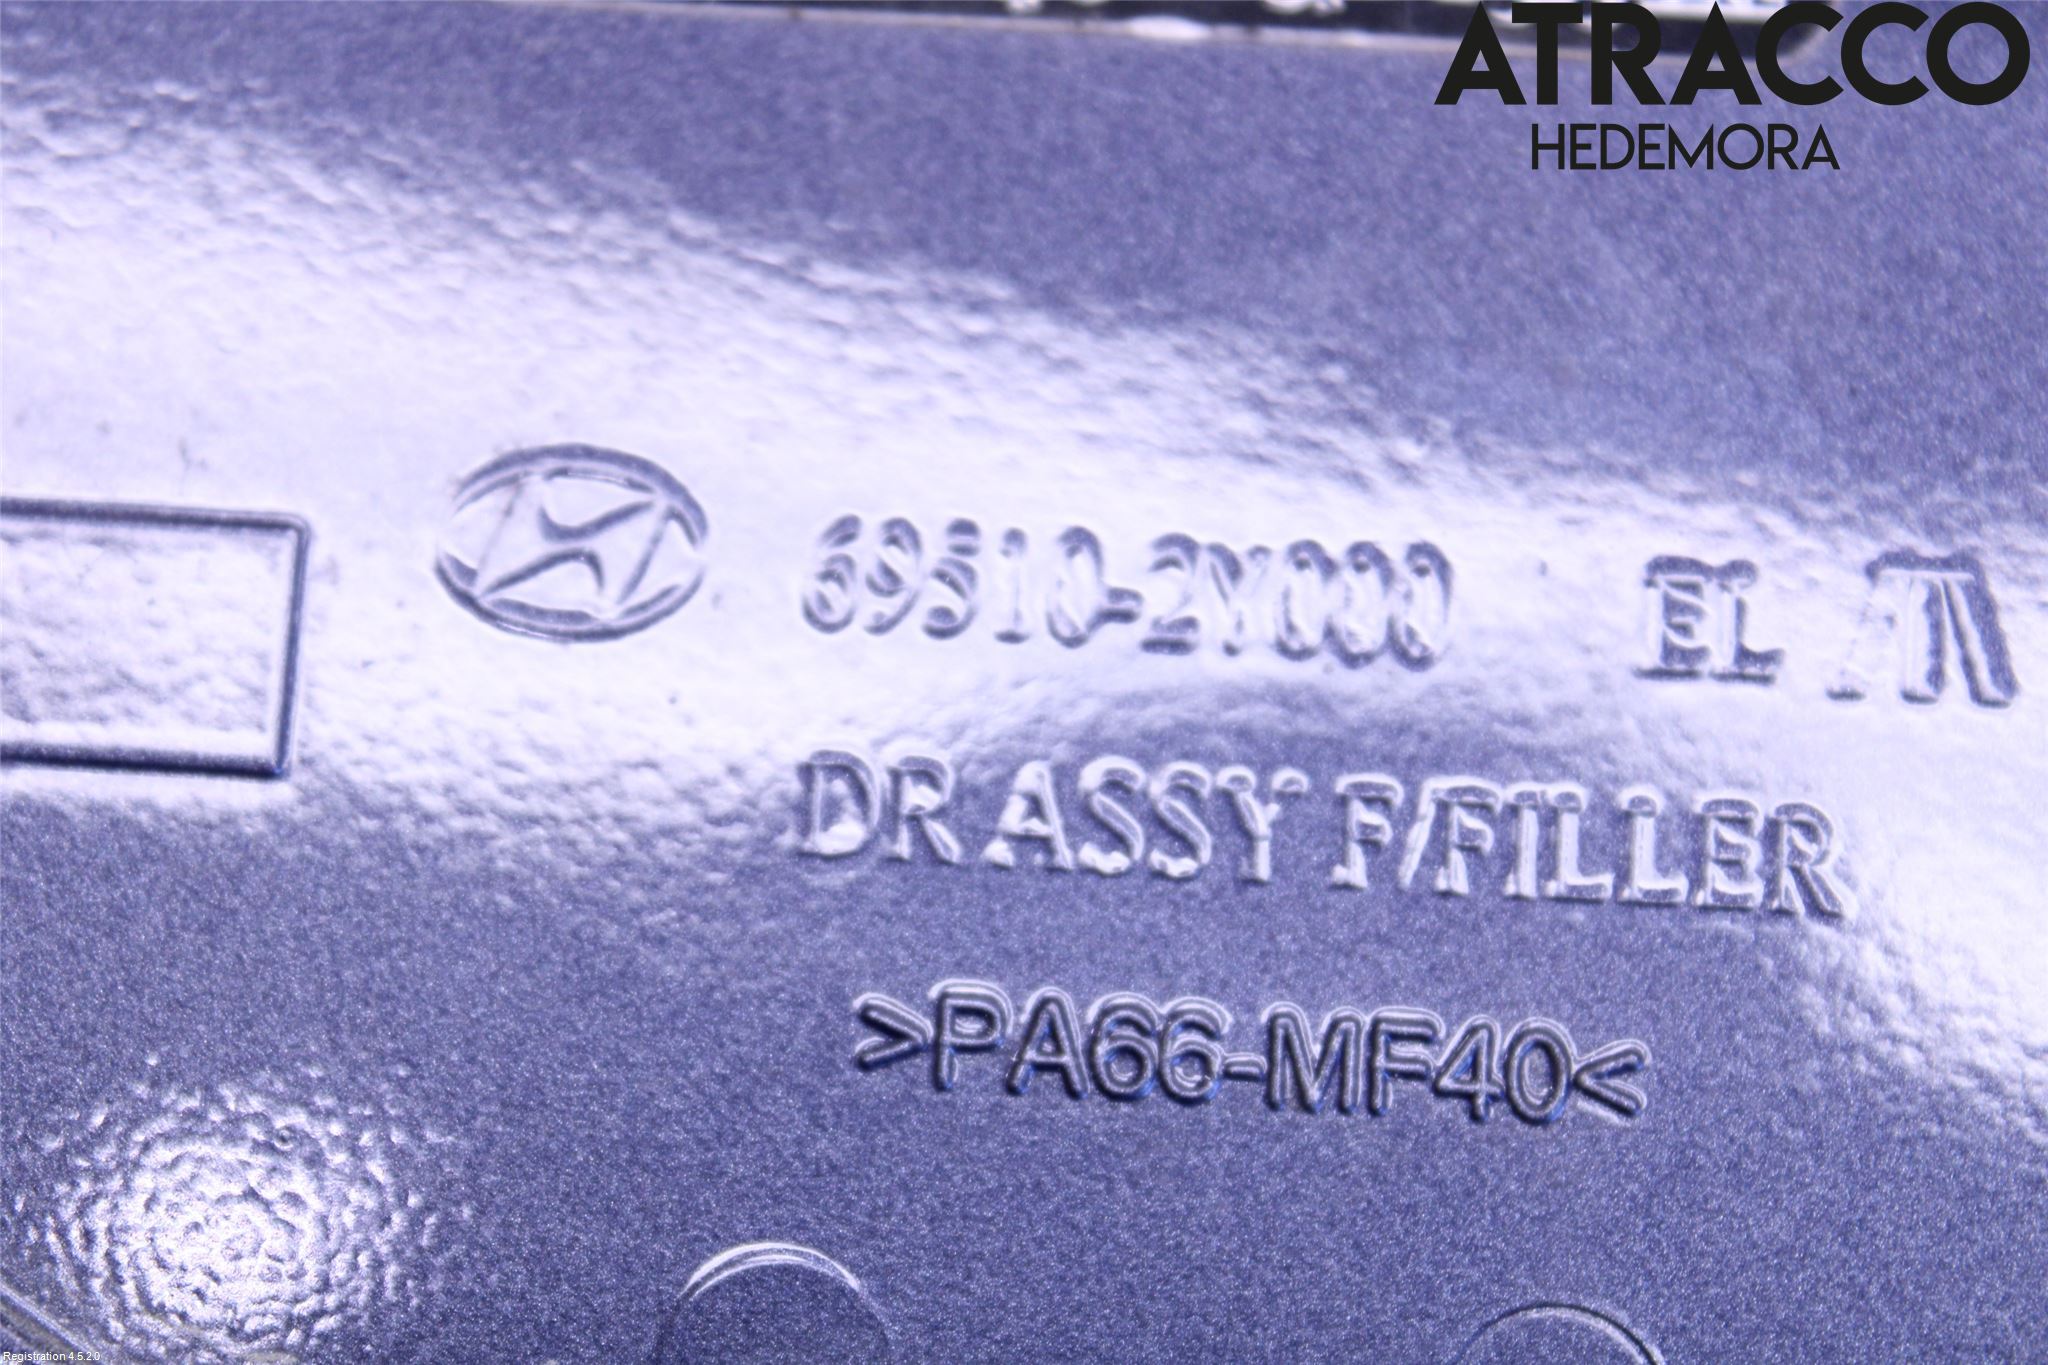 ATRACCO
HEDEMORA
69510-2Y000 EL
DR ASSY F/FILLER
>PA66-MF40<
Registration 4.5.2.0